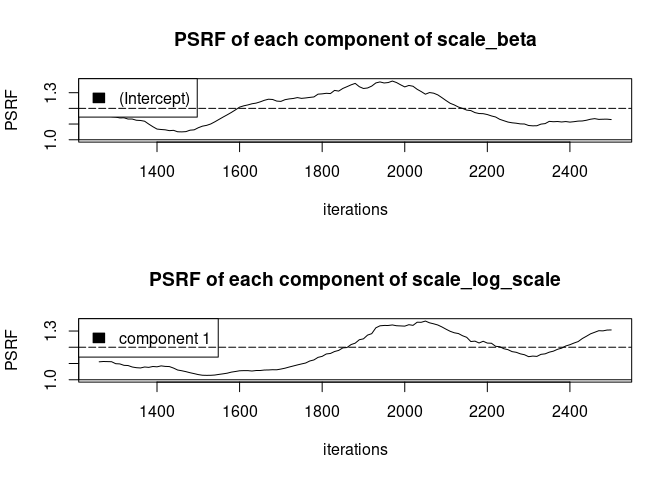 PSRF of each component of scale_beta
PSRF
1.0 1.3
(Intercept)
1400 1600 1800 2000 2200 2400
iterations
PSRF of each component of scale_log_scale
PSRF
1.0 1.3
component 1
1400 1600 1800 2000 2200 2400
iterations